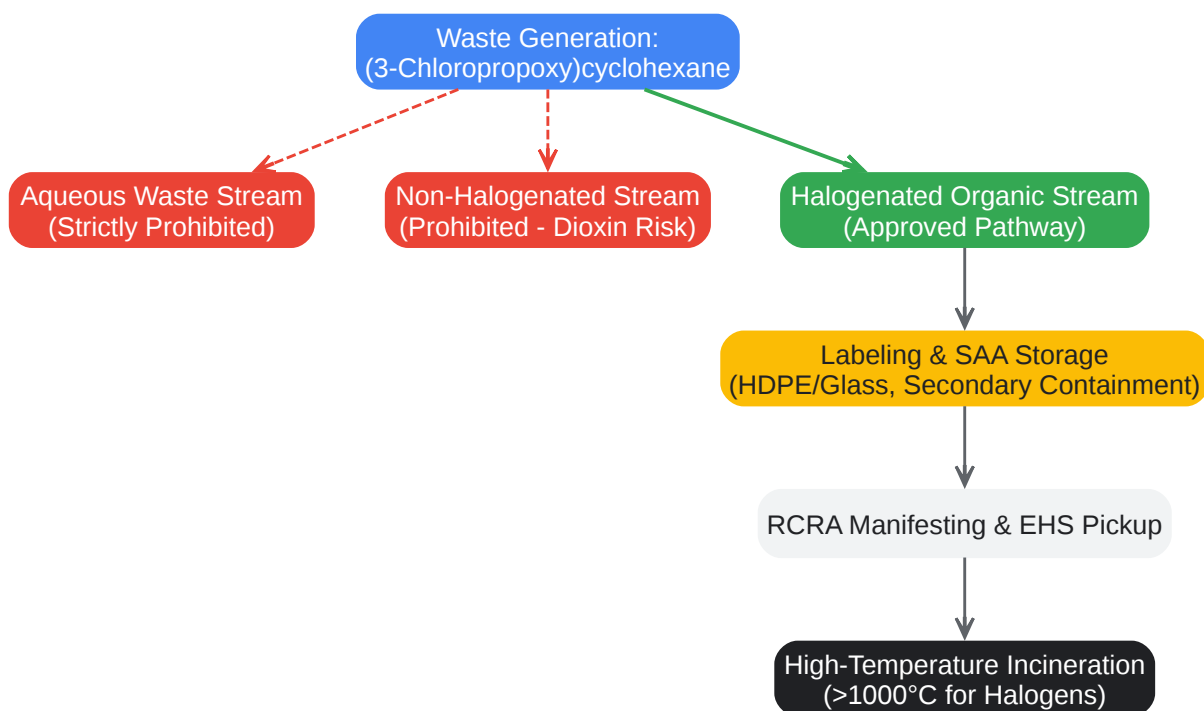 Waste Generation:
(3-Chloropropoxy)cyclohexane
Aqueous Waste Stream
(Strictly Prohibited)
Non-Halogenated Stream
(Prohibited - Dioxin Risk)
Halogenated Organic Stream
(Approved Pathway)
Labeling & SAA Storage
(HDPE/Glass, Secondary Containment)
RCRA Manifesting & EHS Pickup
High-Temperature Incineration
(>1000°C for Halogens)